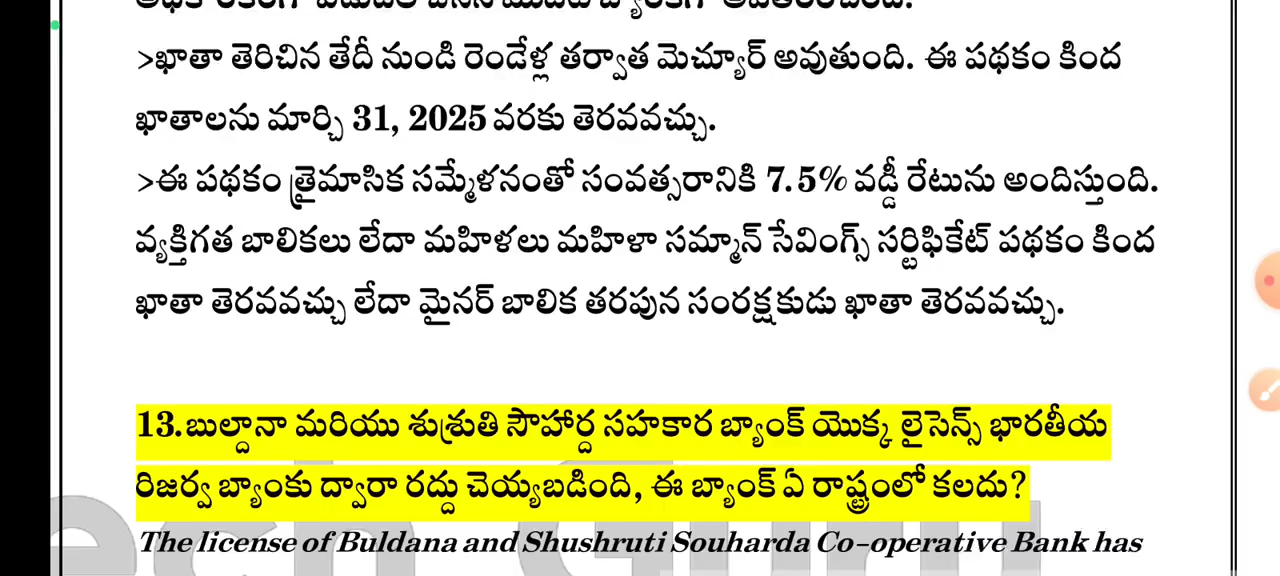 >ఖాతా తెరిచిన తేదీ నుండి రెండేళ్ల తర్వాత మెచ్యూర్ అవుతుంది. ఈ పథకం కింద
ఖాతాలను మార్చి 31, 2025 వరకు తెరవవచ్చు.
>ఈ పథకం త్రైమాసిక సమ్మేళనంతో సంవత్సరానికి 7.5% వడ్డీ రేటును అందిస్తుంది.
వ్యక్తిగత బాలికలు లేదా మహిళలు మహిళా సమ్మాన్ సేవింగ్స్ సర్టిఫికేట్ పథకం కింద
ఖాతా తెరవవచ్చు లేదా మైనర్ బాలిక తరపున సంరక్షకుడు ఖాతా తెరవవచ్చు.
13.బుల్దానా మరియు శుశ్రుతి సౌహార్ద సహకార బ్యాంక్ యొక్క లైసెన్స్ భారతీయ
రిజర్వ బ్యాంకు ద్వారా రద్దు చెయ్యబడింది, ఈ బ్యాంక్ ఏ రాష్ట్రంలో కలదు?
The license of Buldana and Shushruti Souharda Co-operative Bank has